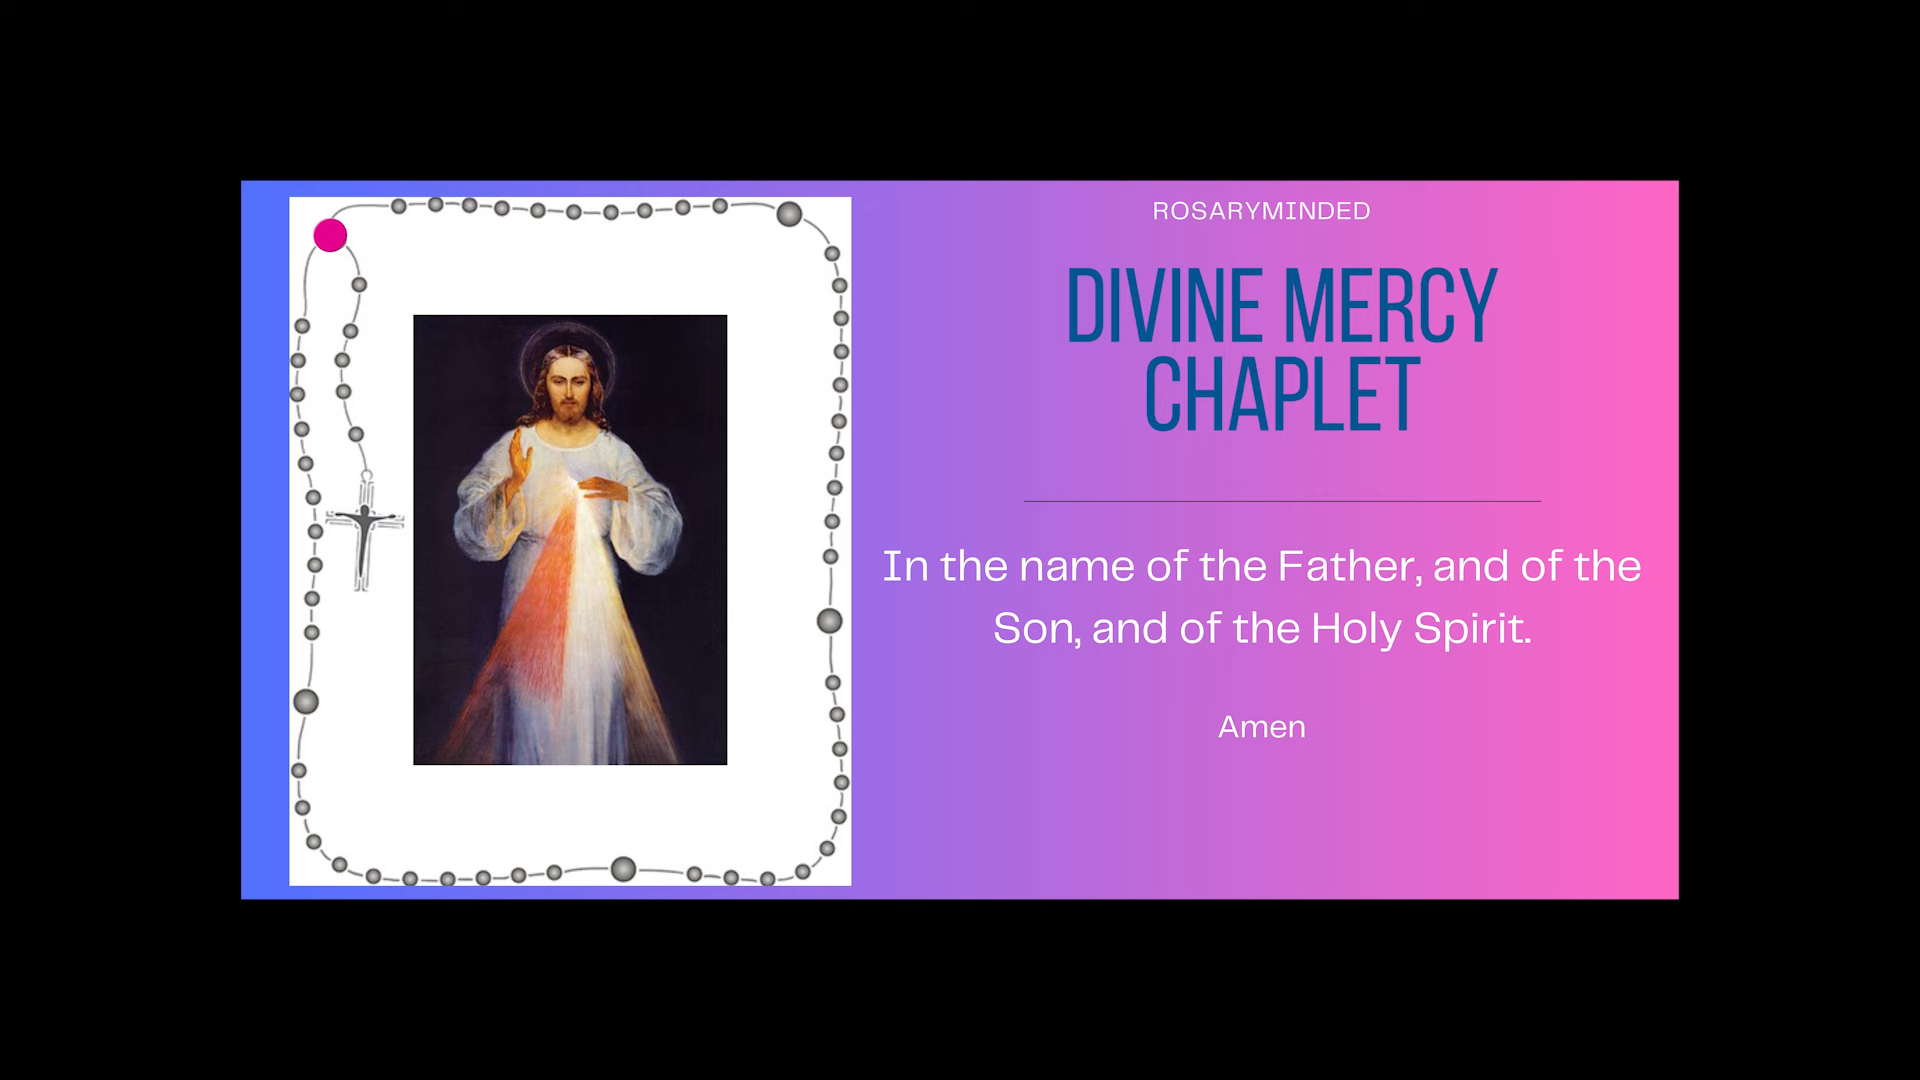 ROSARYMINDED
DIVINE MERCY
CHAPLET
In the name of the Father, and of the
Son, and of the Holy Spirit.
Amen